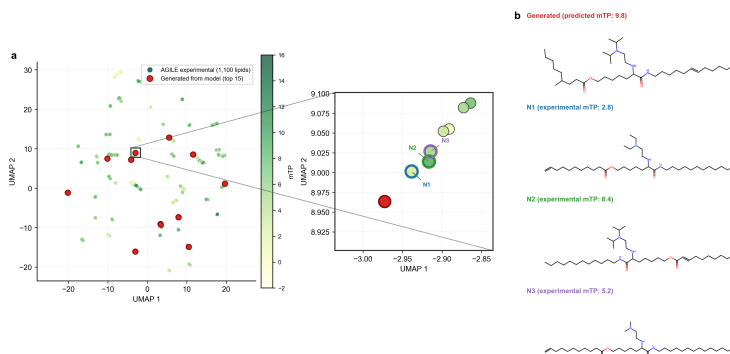 a
AGILE experimental (1,100 lipids)
Generated from model (top 15)
UMAP 2
30
20
10
0
−10
−20
−20
−10
0
10
20
UMAP 1
16
14
12
10
8
6
4
2
0
−2
mTP
9.100
9.075
9.050
9.025
9.000
8.975
8.950
8.925
UMAP 2
N3
N2
N1
−3.00
−2.95
−2.90
−2.85
UMAP 1
b
Generated (predicted mTP: 9.8)
N1 (experimental mTP: 2.8)
N2 (experimental mTP: 8.4)
N3 (experimental mTP: 5.2)